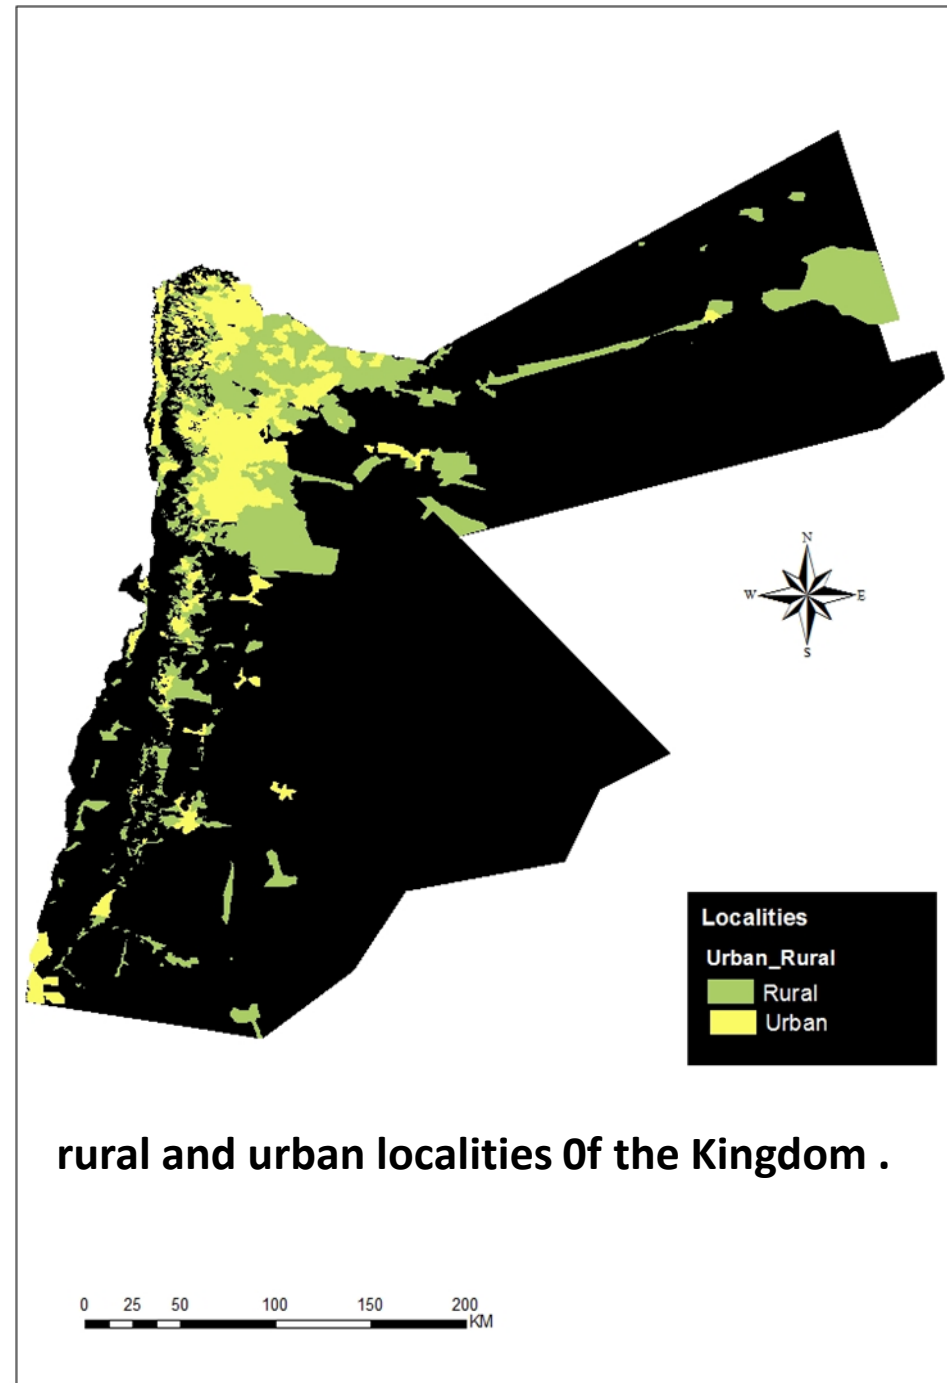 N
W E
S
Localities
Urban_Rural
Rural
Urban
rural and urban localities 0f the Kingdom .
0 25 50 100 150 200
KM